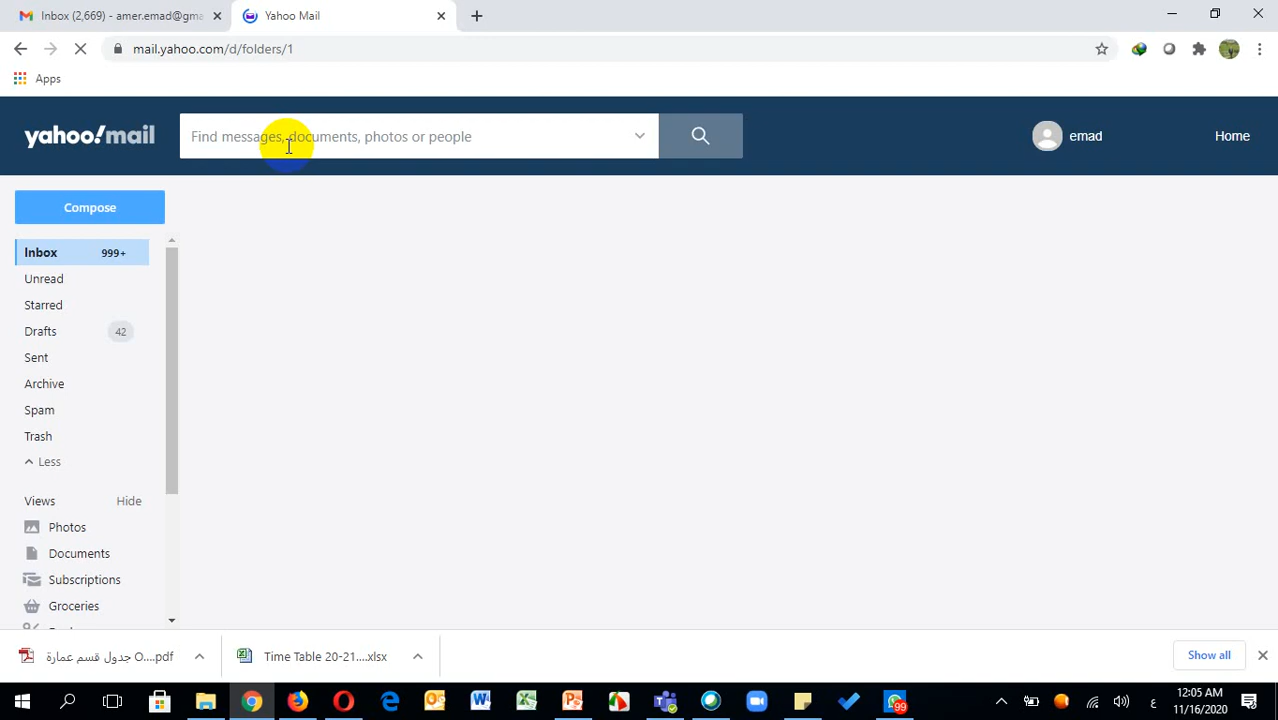 Inbox (2,669) - amer.emad@gma
Yahoo Mail
mail.yahoo.com/d/folders/1
Apps
yahoo!mail
Find messages, documents, photos or people
emad
Home
Compose
Inbox 999+
Unread
Starred
Drafts 42
Sent
Archive
Spam
Trash
Less
Views Hide
Photos
Documents
Subscriptions
Groceries
جدول قسم عمارة O....pdf
Time Table 20-21....xlsx
Show all
99
ع
12:05 AM
11/16/2020